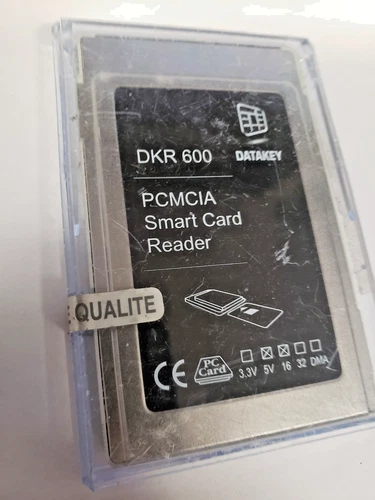 DKR 600
DATAKEY
PCMCIA
Smart Card
Reader
QUALITE
CE
PC
Card
3.3V 5V 16 32 DMA